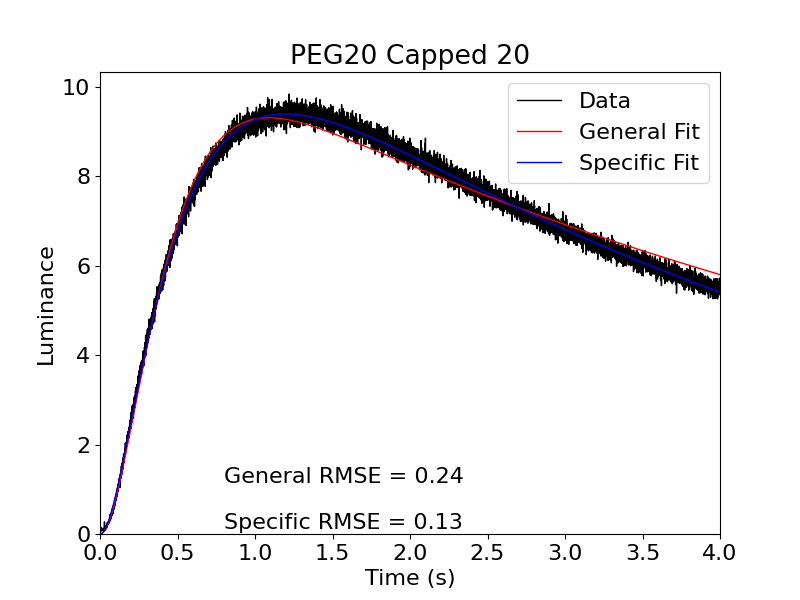 PEG20 Capped 20
Data
General Fit
Specific Fit
10
8
6
4
2
0
Luminance
General RMSE = 0.24
Specific RMSE = 0.13
0.0 0.5 1.0 1.5 2.0 2.5 3.0 3.5 4.0
Time (s)